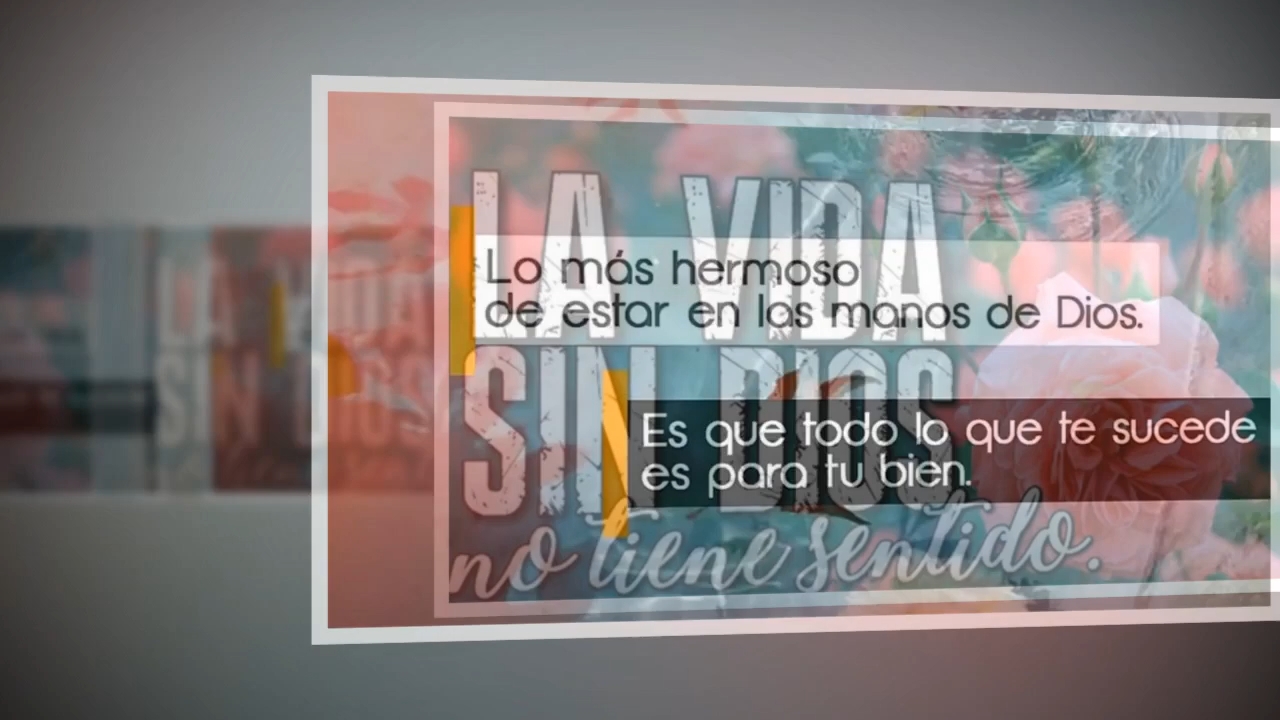 LA VIDA
SIN DIOS
no tiene sentido.
Lo más hermoso
de estar en las manos de Dios.
Es que todo lo que te sucede
es para tu bien.